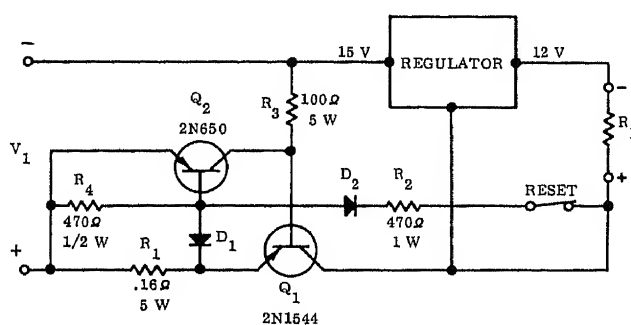 − 15 V REGULATOR 12 V
−
Q2
2N650
R3 100Ω
5 W
V1
R4
470Ω
1/2 W
D2
R2
470Ω
1 W
RESET
+
R
+
R1
.16Ω
5 W
D1
Q1
2N1544